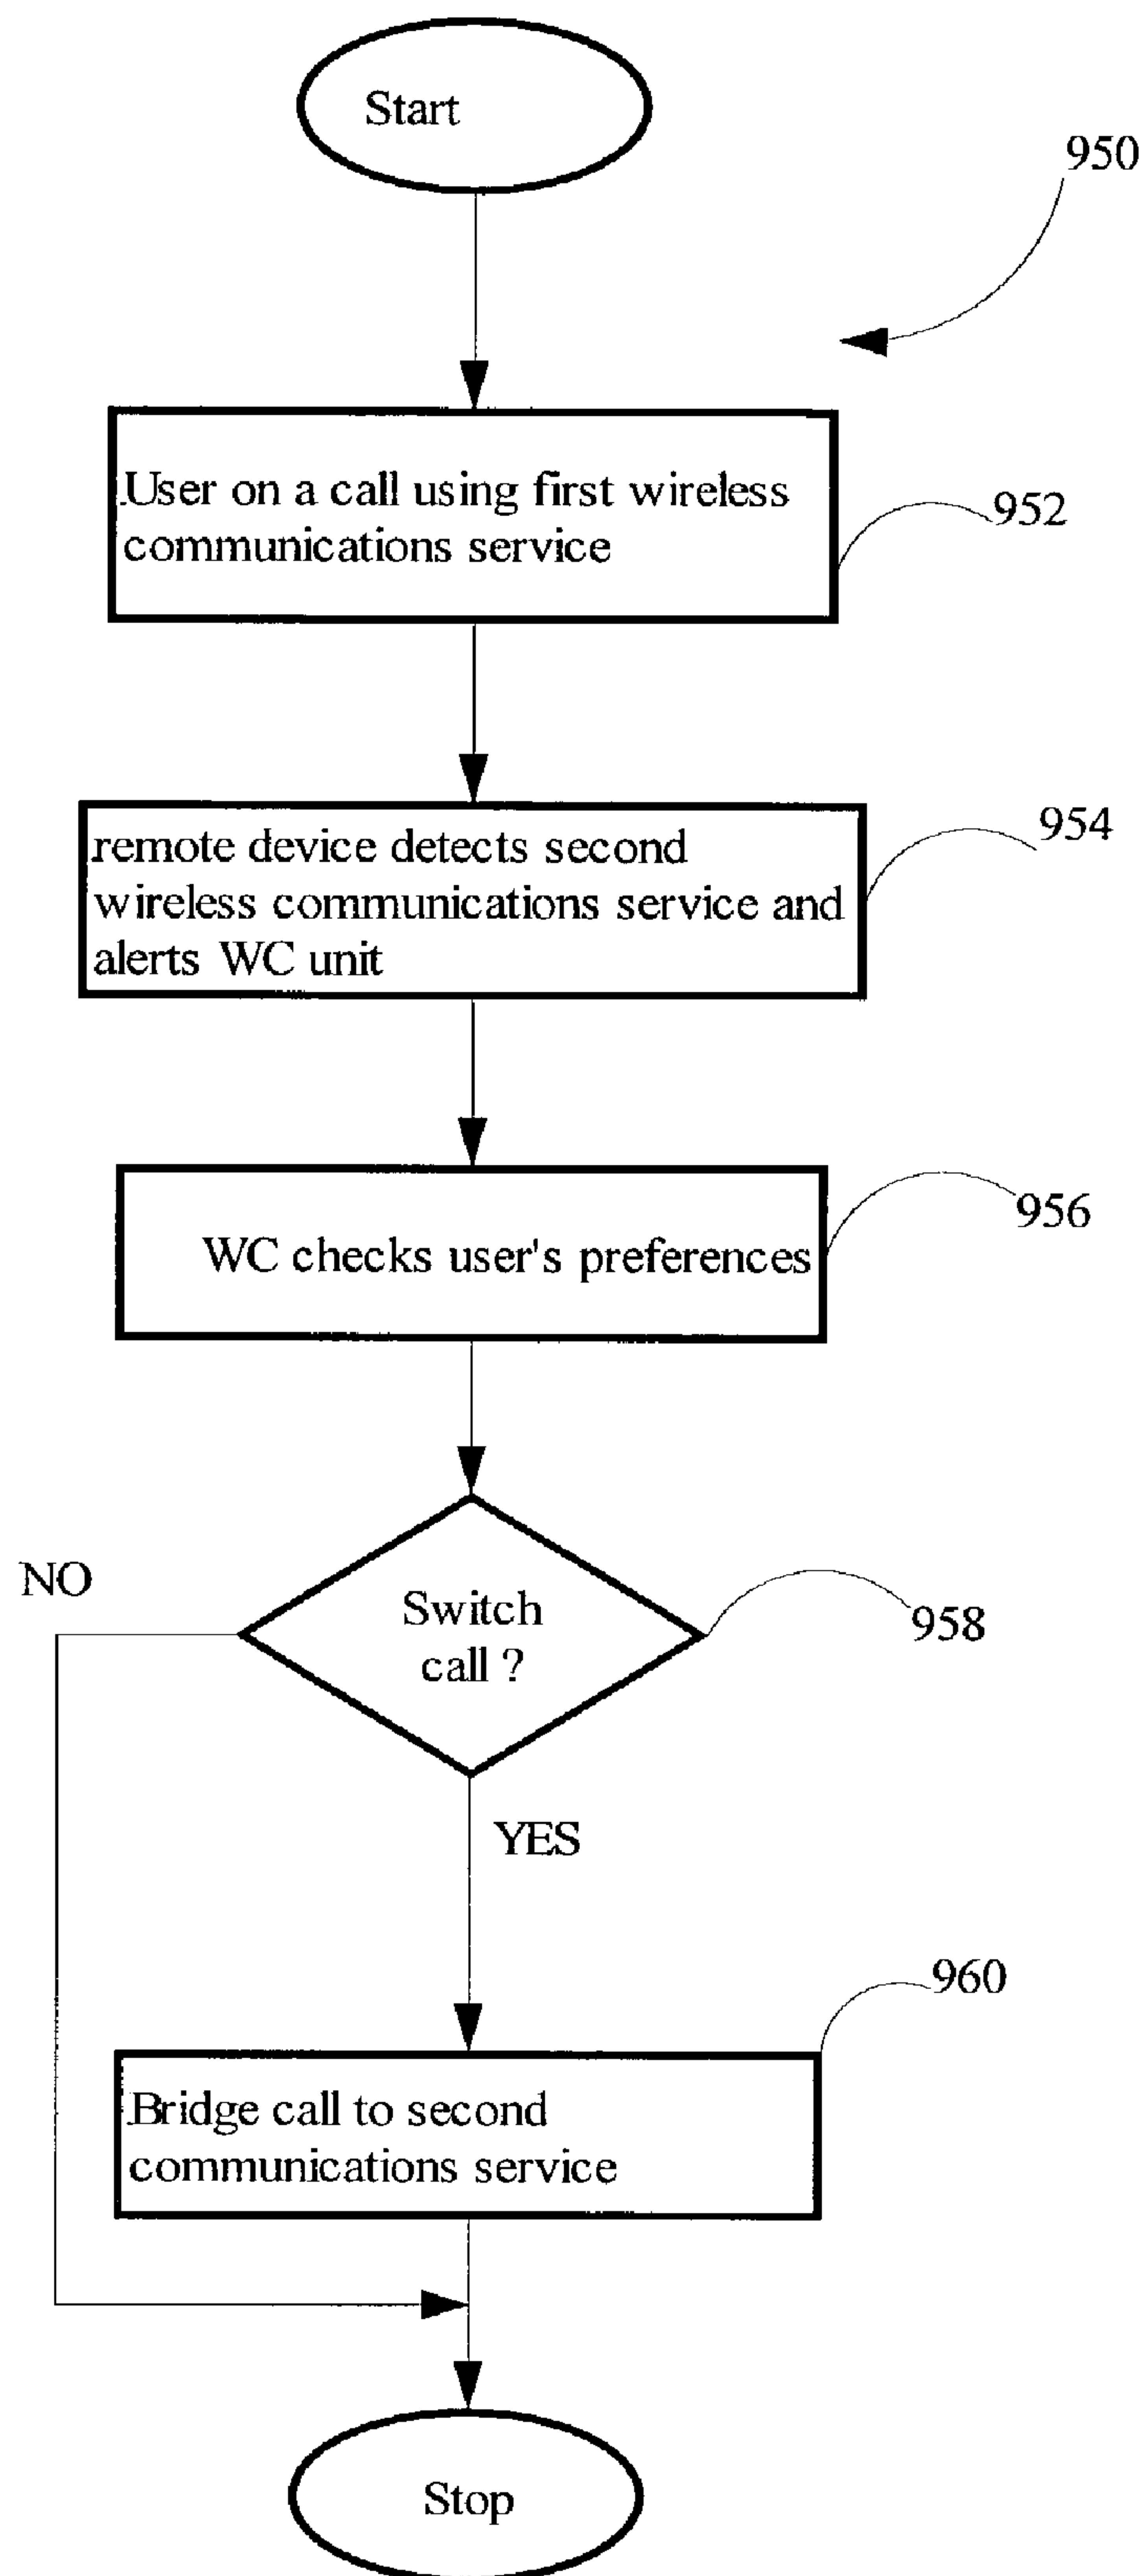 Start
950
User on a call using first wireless
communications service
952
954
remote device detects second
wireless communications service and
alerts WC unit
956
WC checks user's preferences
NO
Switch
call ?
958
YES
960
Bridge call to second
communications service
Stop